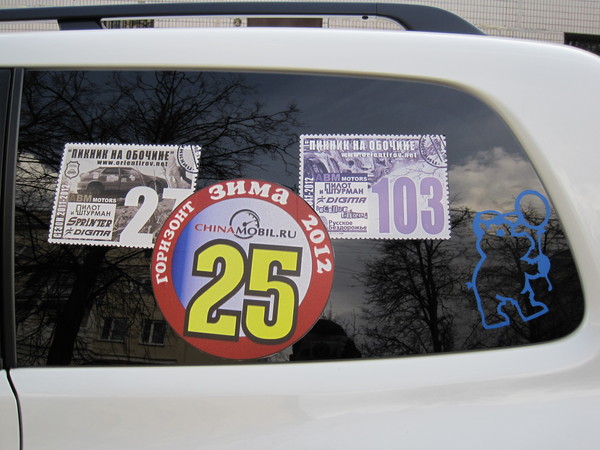 "ПИКНИК НА ОБОЧИНЕ"
www.orientirov.net
ABM MOTORS
ПИЛОТ и ШТУРМАН
SPRINTER
DIGMA
27
"ПИКНИК НА ОБОЧИНЕ"
www.orientirov.net
ABM MOTORS
ПИЛОТ и ШТУРМАН
DIGMA
Русское
бездорожье
103
ГОРИЗОНТ ЗИМА 2012
CHINAMOBIL.RU
25